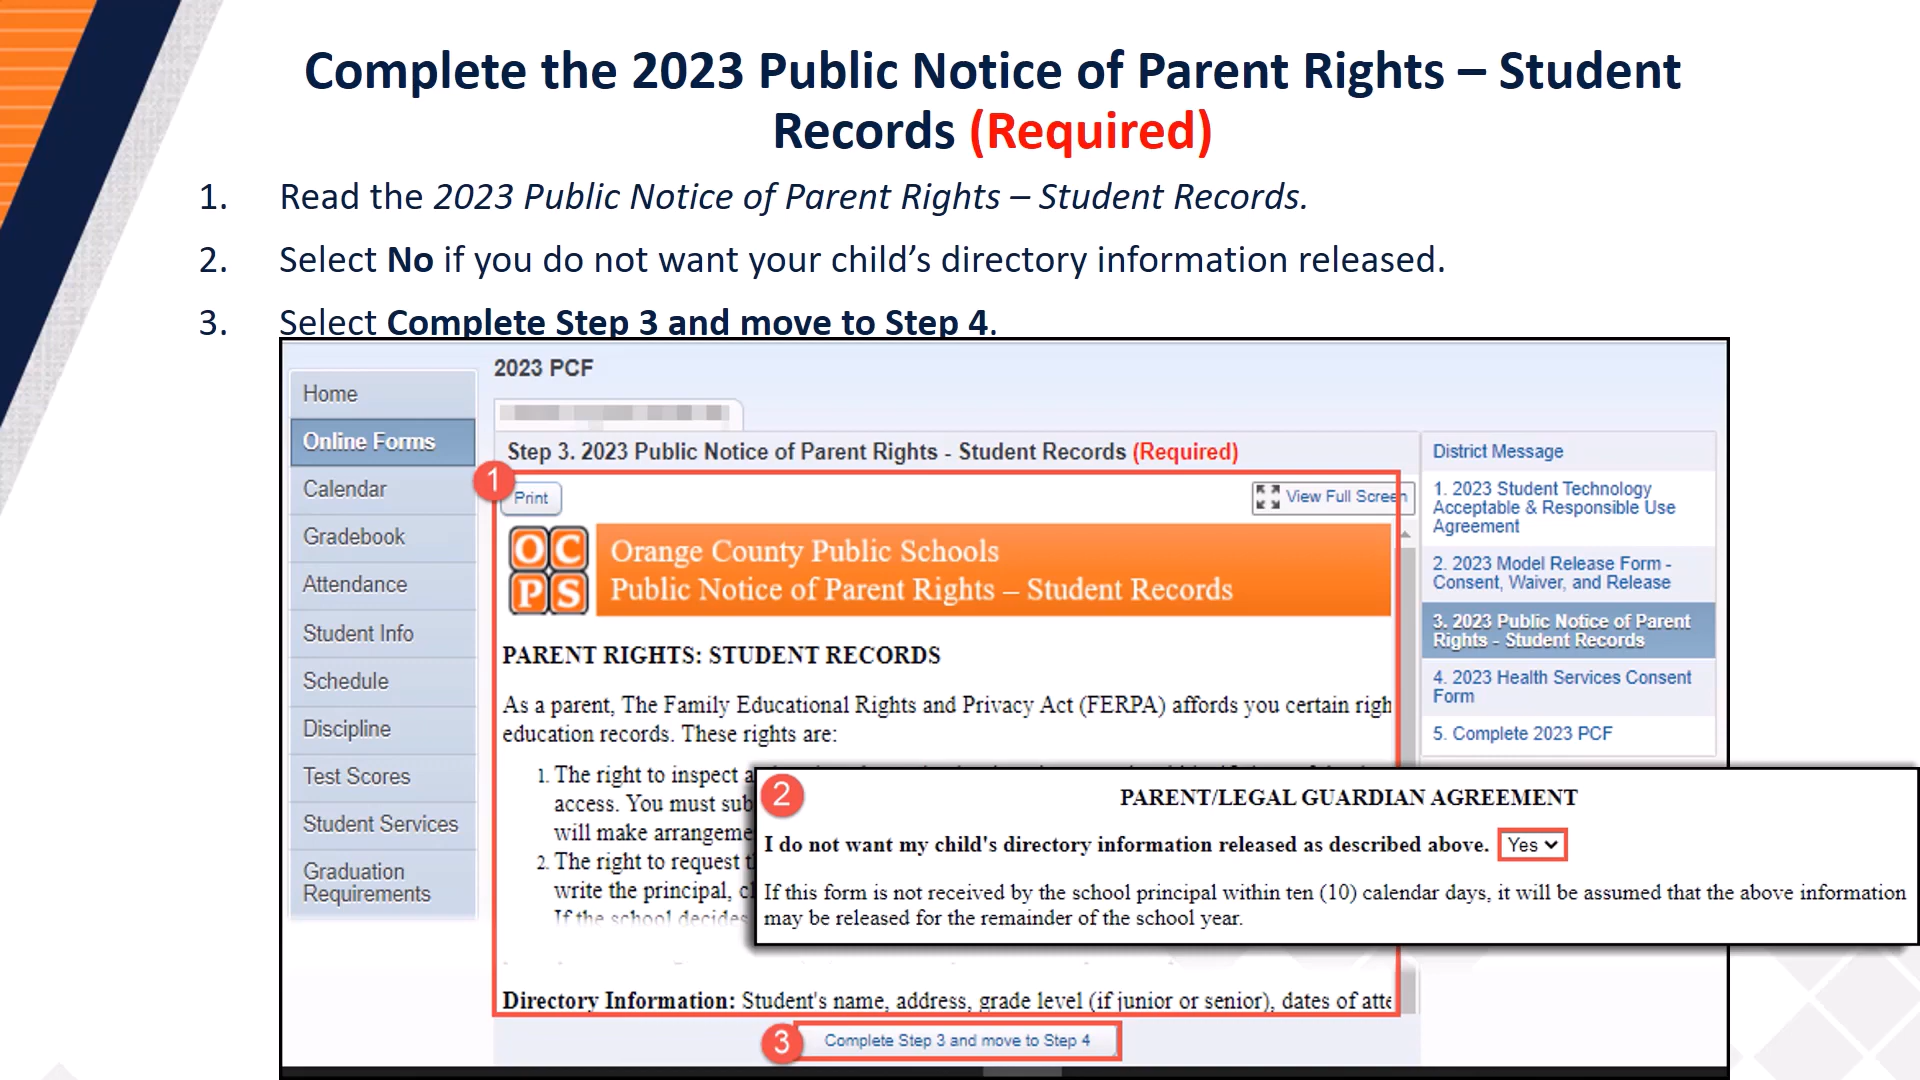 Complete the 2023 Public Notice of Parent Rights – Student
Records (Required)
1. Read the 2023 Public Notice of Parent Rights – Student Records.
2. Select No if you do not want your child’s directory information released.
3. Select Complete Step 3 and move to Step 4.
2023 PCF
Home
Online Forms
Calendar
Gradebook
Attendance
Student Info
Schedule
Discipline
Test Scores
Student Services
Graduation
Requirements
Step 3. 2023 Public Notice of Parent Rights - Student Records (Required)
1
Print
View Full Screen
OCPS
Orange County Public Schools
Public Notice of Parent Rights – Student Records
PARENT RIGHTS: STUDENT RECORDS
As a parent, The Family Educational Rights and Privacy Act (FERPA) affords you certain righ
education records. These rights are:
1. The right to inspect a
access. You must sub
will make arrangeme
2. The right to request t
write the principal, cl
If the school decides
Directory Information: Student's name, address, grade level (if junior or senior), dates of atte
3
Complete Step 3 and move to Step 4
District Message
1. 2023 Student Technology
Acceptable & Responsible Use
Agreement
2. 2023 Model Release Form -
Consent, Waiver, and Release
3. 2023 Public Notice of Parent
Rights - Student Records
4. 2023 Health Services Consent
Form
5. Complete 2023 PCF
2
PARENT/LEGAL GUARDIAN AGREEMENT
I do not want my child's directory information released as described above. Yes
If this form is not received by the school principal within ten (10) calendar days, it will be assumed that the above information
may be released for the remainder of the school year.